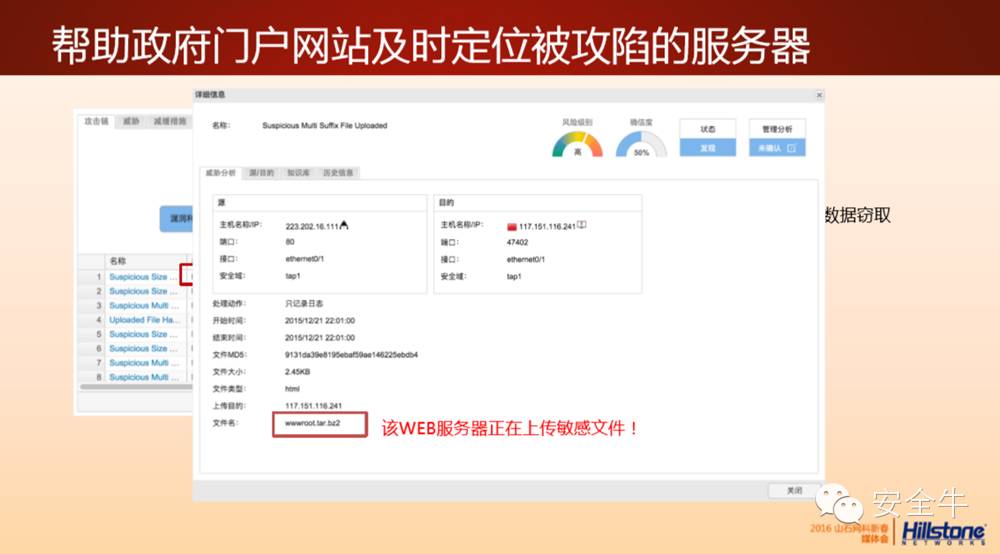 帮助政府门户网站及时定位被攻陷的服务器
攻击链 威胁 减缓措施
详细信息
名称： Suspicious Multi Suffix File Uploaded
风险级别
高
确信度
50%
状态
发现
管理分析
未确认
威胁分析 源/目的 知识库 历史信息
源
主机名称/IP： 223.202.16.111
端口： 80
接口： ethernet0/1
安全域： tap1
目的
主机名称/IP： 117.151.116.241
端口： 47402
接口： ethernet0/1
安全域： tap1
处理动作： 只记录日志
开始时间： 2015/12/21 22:01:00
结束时间： 2015/12/21 22:01:00
文件MD5： 9131da39e8195ebaf59ae146225ebdb4
文件大小： 2.45KB
文件类型： html
上传目的： 117.151.116.241
文件名： wwwroot.tar.bz2
该WEB服务器正在上传敏感文件！
关闭
数据窃取
名称
1 Suspicious Size ...
2 Suspicious Size ...
3 Suspicious Multi ...
4 Uploaded File Ha...
5 Suspicious Size ...
6 Suspicious Size ...
7 Suspicious Multi ...
8 Suspicious Multi ...
安全牛
2016 山石网科新春
媒体会
Hillstone
NETWORKS